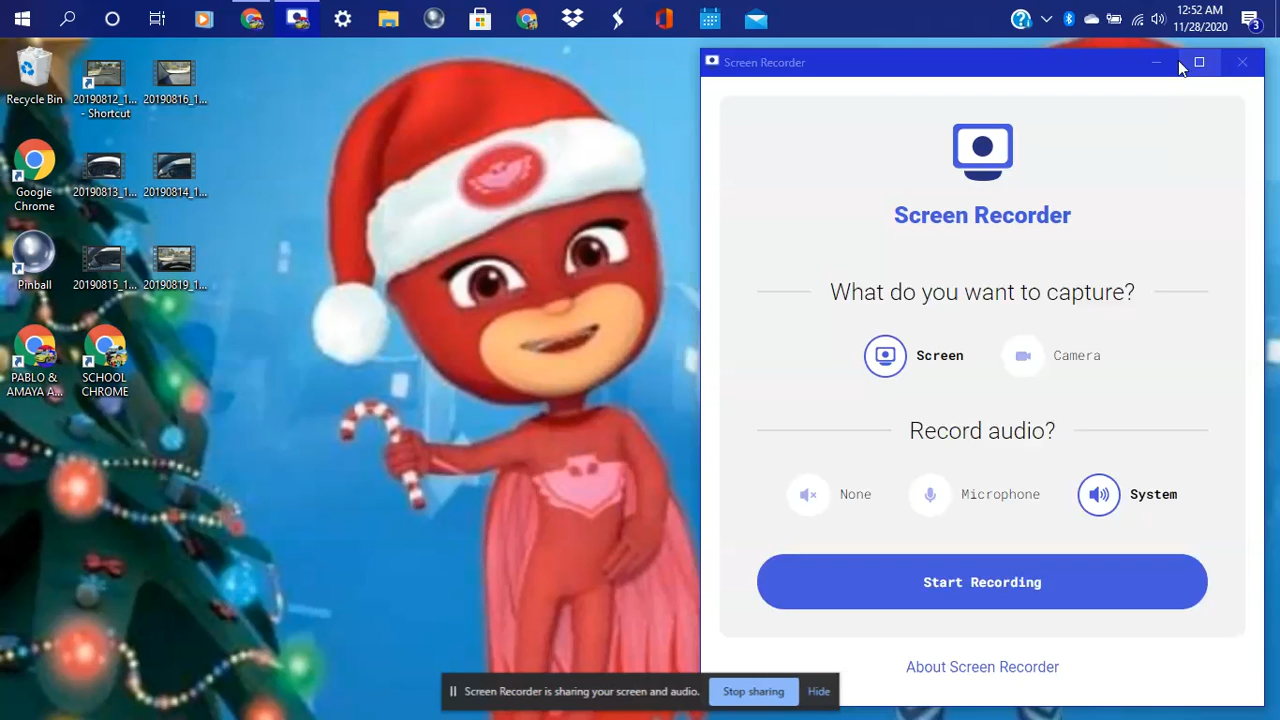 12:52 AM
11/28/2020
3
Recycle Bin
20190812_1...
- Shortcut
20190816_1...
Google
Chrome
20190813_1...
20190814_1...
Pinball
20190815_1...
20190819_1...
PABLO &
AMAYA A...
SCHOOL
CHROME
Screen Recorder
Screen Recorder
What do you want to capture?
Screen
Camera
Record audio?
None
Microphone
System
Start Recording
About Screen Recorder
Screen Recorder is sharing your screen and audio.
Stop sharing
Hide